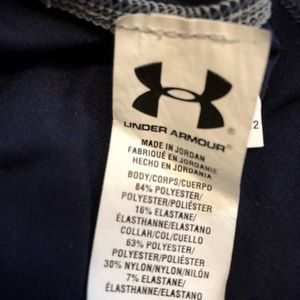 UNDER ARMOUR®
2
MADE IN JORDAN
FABRIQUÉ EN JORDANIE
HECHO EN JORDANIA
BODY/CORPS/CUERPO
84% POLYESTER/
POLYESTER/POLIÉSTER
16% ELASTANE/
ÉLASTHANNE/ELASTANO
COLLAR/COL/CUELLO
63% POLYESTER/
POLYESTER/POLIÉSTER
30% NYLON/NYLON/NILÓN
7% ELASTANE/
ÉLASTHANNE/ELASTANO